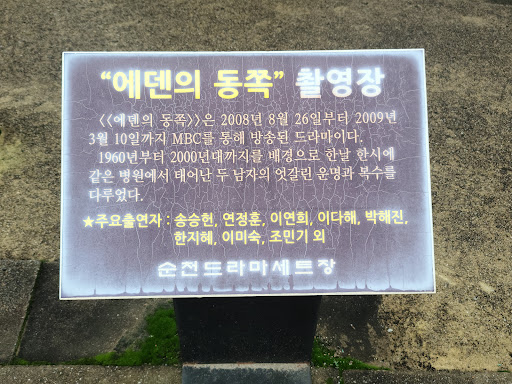 “에덴의 동쪽” 촬영장
<<에덴의 동쪽>>은 2008년 8월 26일부터 2009년
3월 10일까지 MBC를 통해 방송된 드라마이다.
1960년부터 2000년대까지를 배경으로 한날 한시에
같은 병원에서 태어난 두 남자의 엇갈린 운명과 복수를
다루었다.
★주요출연자 : 송승헌, 연정훈, 이연희, 이다해, 박해진,
한지혜, 이미숙, 조민기 외
순천드라마세트장